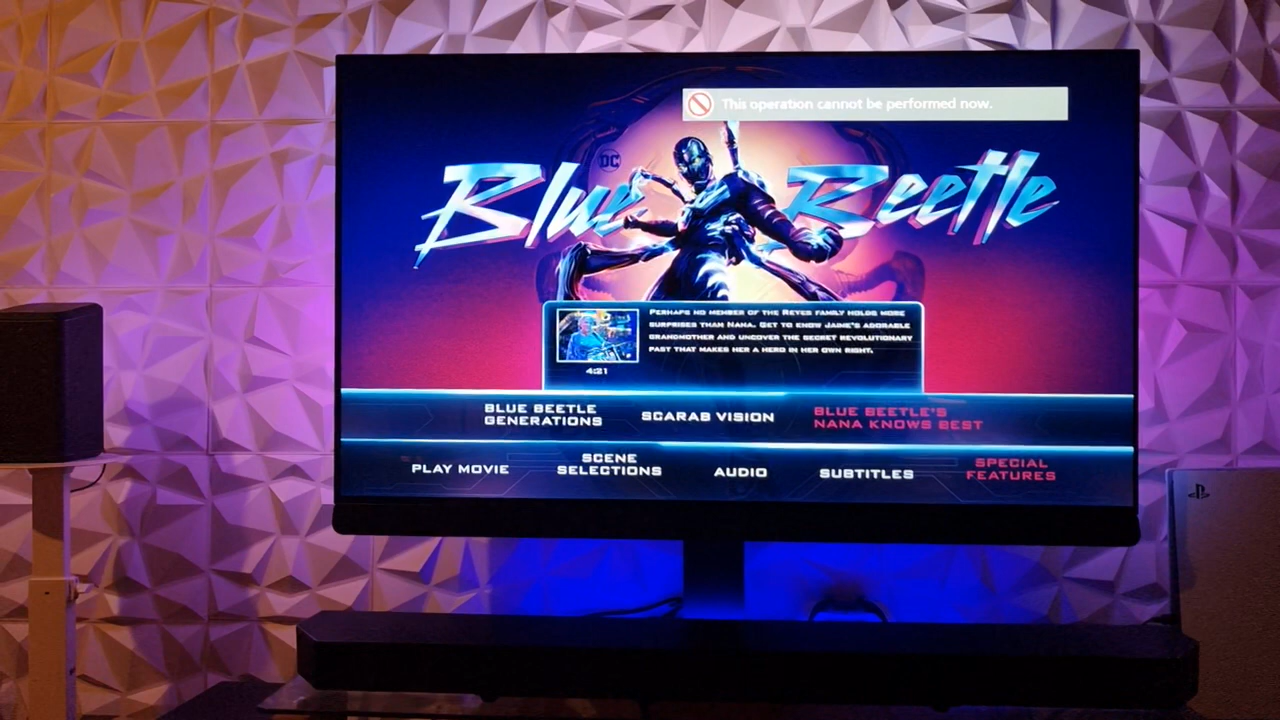 This operation cannot be performed now.
DC
Blue Beetle
PERHAPS NO MEMBER OF THE REYES FAMILY HOLDS MORE
SURPRISES THAN NANA. GET TO KNOW JAIME'S ADORABLE
GRANDMOTHER AND UNCOVER THE SECRET REVOLUTIONARY
PAST THAT MAKES HER A HERO IN HER OWN RIGHT.
4:21
BLUE BEETLE
GENERATIONS
SCARAB VISION
BLUE BEETLE'S
NANA KNOWS BEST
PLAY MOVIE
SCENE
SELECTIONS
AUDIO
SUBTITLES
SPECIAL
FEATURES